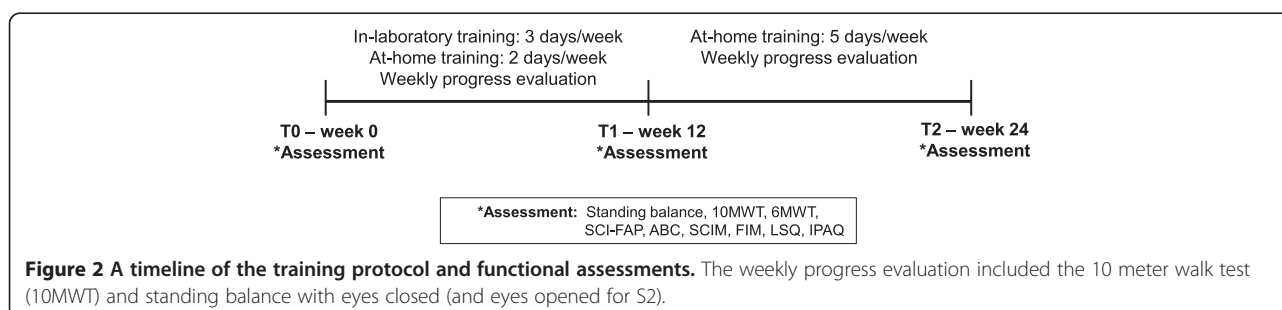 In-laboratory training: 3 days/week
At-home training: 2 days/week
Weekly progress evaluation
At-home training: 5 days/week
Weekly progress evaluation
T0 – week 0
*Assessment
T1 – week 12
*Assessment
T2 – week 24
*Assessment
*Assessment: Standing balance, 10MWT, 6MWT,
SCI-FAP, ABC, SCIM, FIM, LSQ, IPAQ
Figure 2 A timeline of the training protocol and functional assessments. The weekly progress evaluation included the 10 meter walk test
(10MWT) and standing balance with eyes closed (and eyes opened for S2).